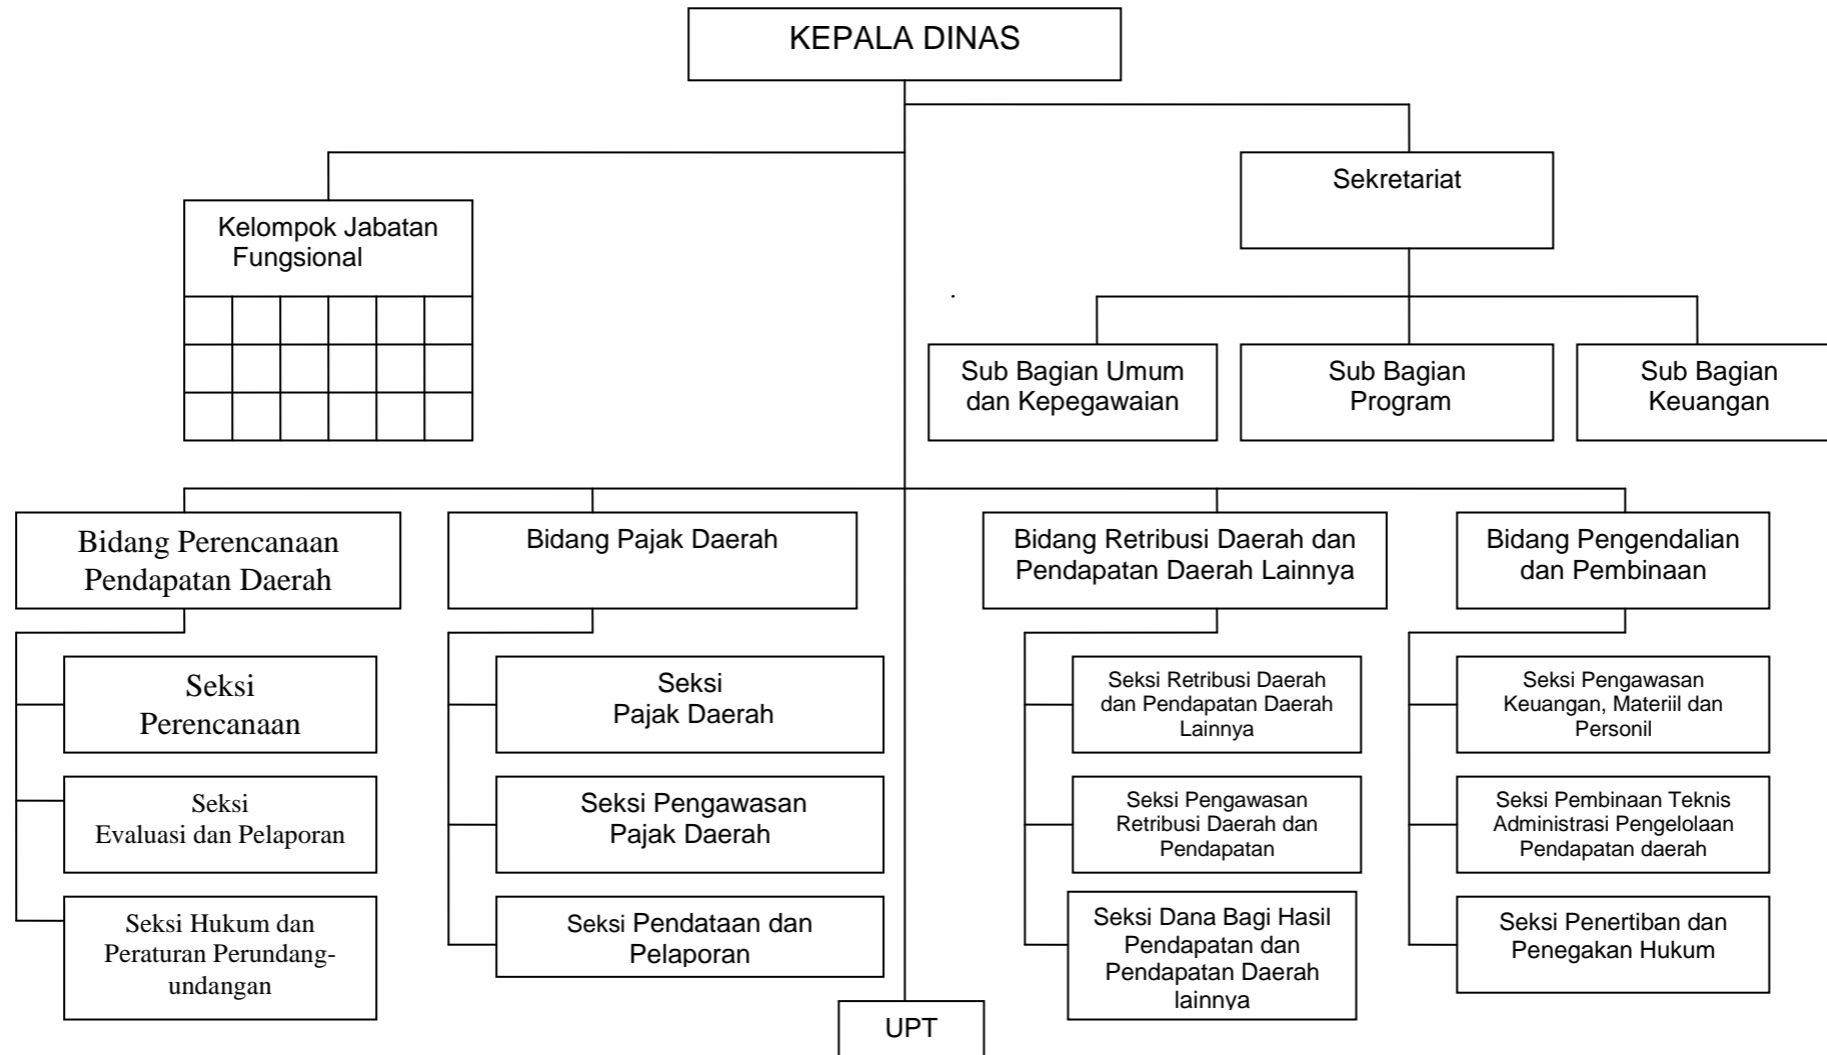 KEPALA DINAS
Sekretariat
Kelompok Jabatan
Fungsional
Sub Bagian Umum
dan Kepegawaian
Sub Bagian
Program
Sub Bagian
Keuangan
Bidang Perencanaan
Pendapatan Daerah
Bidang Pajak Daerah
Bidang Retribusi Daerah dan
Pendapatan Daerah Lainnya
Bidang Pengendalian
dan Pembinaan
Seksi
Perencanaan
Seksi
Pajak Daerah
Seksi Retribusi Daerah
dan Pendapatan Daerah
Lainnya
Seksi Pengawasan
Keuangan, Materiil dan
Personil
Seksi
Evaluasi dan Pelaporan
Seksi Pengawasan
Pajak Daerah
Seksi Pengawasan
Retribusi Daerah dan
Pendapatan
Seksi Pembinaan Teknis
Administrasi Pengelolaan
Pendapatan daerah
Seksi Hukum dan
Peraturan Perundang-
undangan
Seksi Pendataan dan
Pelaporan
Seksi Dana Bagi Hasil
Pendapatan dan
Pendapatan Daerah
lainnya
Seksi Penertiban dan
Penegakan Hukum
UPT